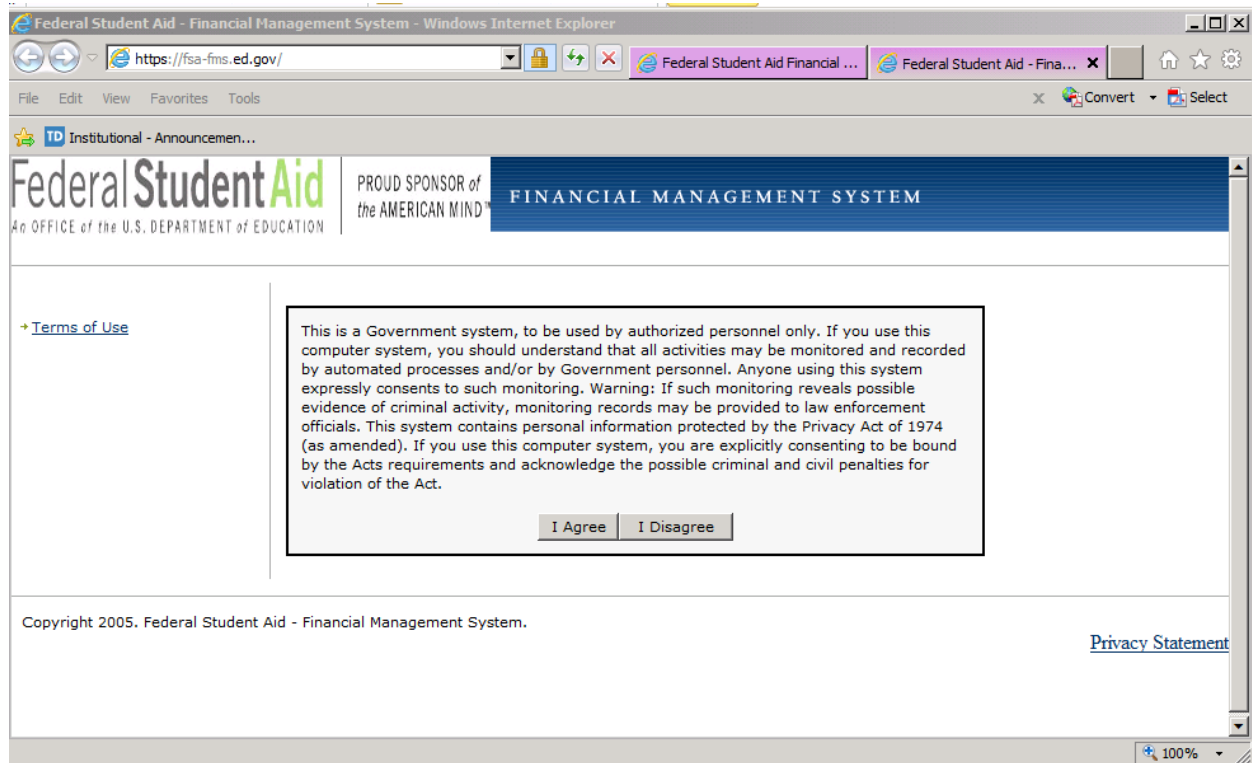 Federal Student Aid - Financial Management System - Windows Internet Explorer
https://fsa-fms.ed.gov/
Federal Student Aid Financial ...
Federal Student Aid - Fina...
File Edit View Favorites Tools
Convert
Select
TD Institutional - Announcemen...
Federal Student Aid
An OFFICE of the U.S. DEPARTMENT of EDUCATION
PROUD SPONSOR of
the AMERICAN MIND™
FINANCIAL MANAGEMENT SYSTEM
Terms of Use
This is a Government system, to be used by authorized personnel only. If you use this
computer system, you should understand that all activities may be monitored and recorded
by automated processes and/or by Government personnel. Anyone using this system
expressly consents to such monitoring. Warning: If such monitoring reveals possible
evidence of criminal activity, monitoring records may be provided to law enforcement
officials. This system contains personal information protected by the Privacy Act of 1974
(as amended). If you use this computer system, you are explicitly consenting to be bound
by the Acts requirements and acknowledge the possible criminal and civil penalties for
violation of the Act.
I Agree I Disagree
Copyright 2005. Federal Student Aid - Financial Management System.
Privacy Statement
100%